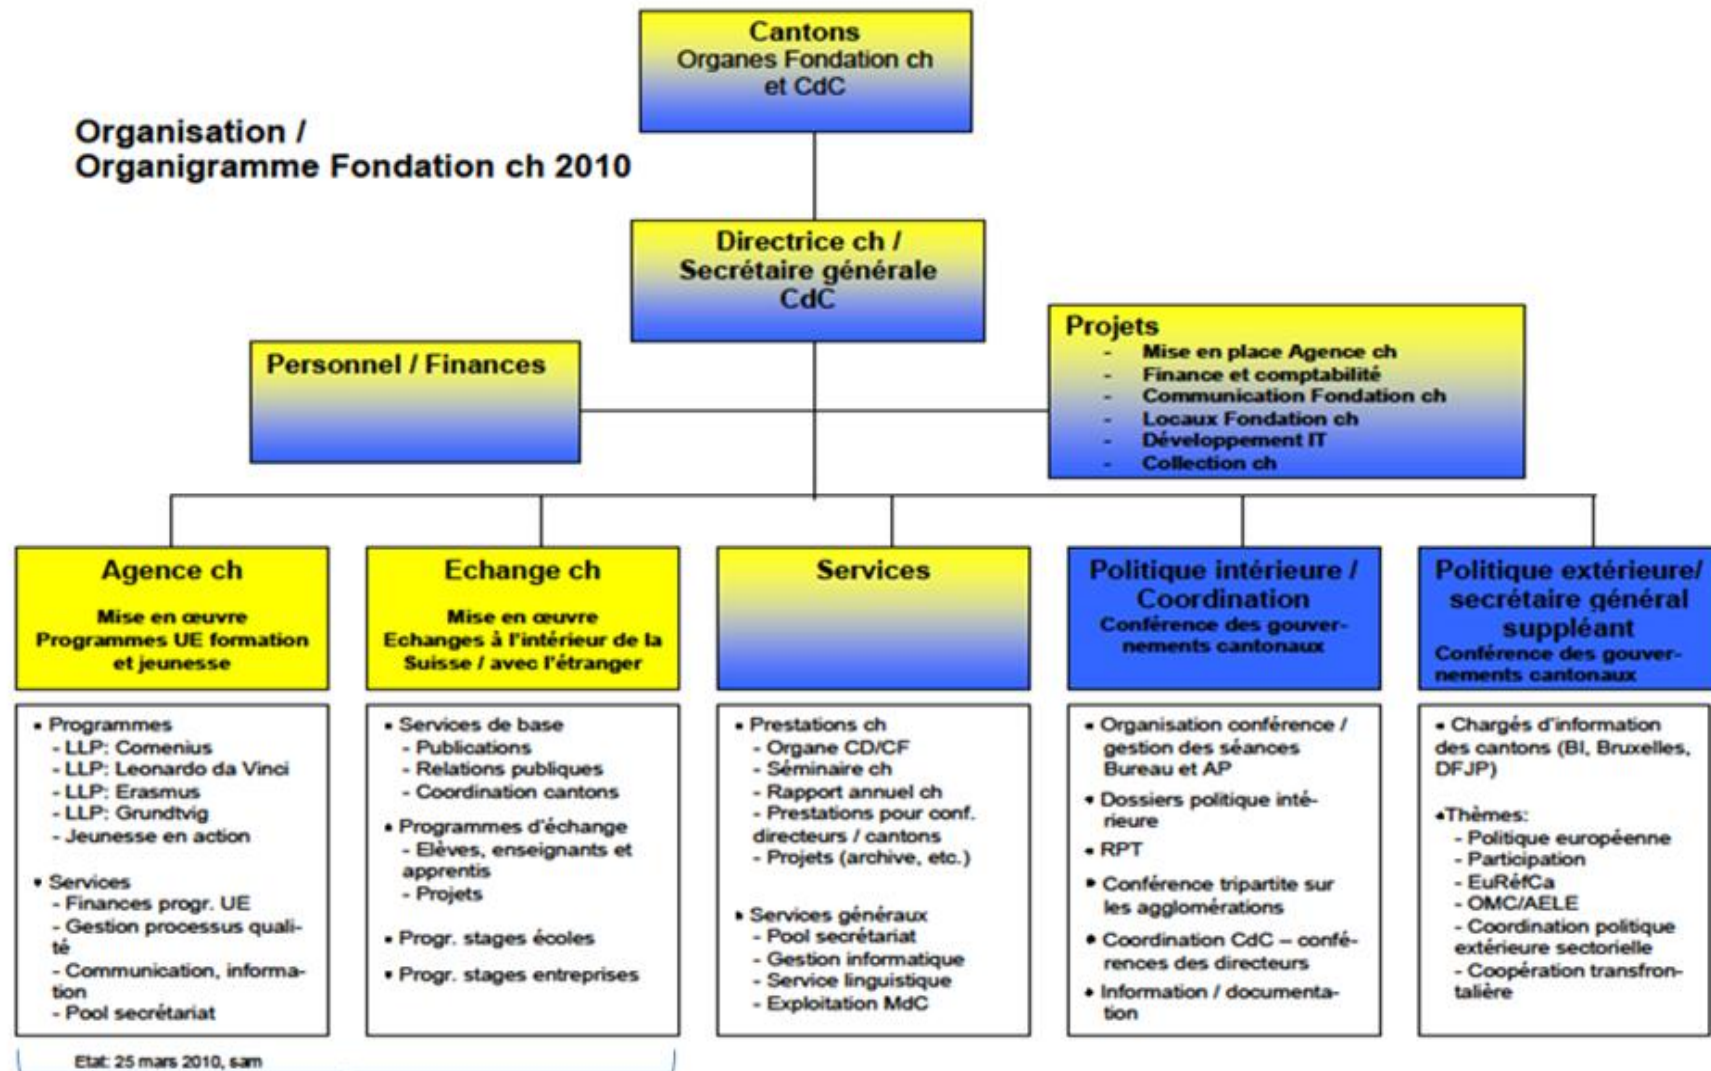 Cantons
Organes Fondation ch
et CdC
Organisation /
Organigramme Fondation ch 2010
Directrice ch /
Secrétaire générale
CdC
Personnel / Finances
Projets
- Mise en place Agence ch
- Finance et comptabilité
- Communication Fondation ch
- Locaux Fondation ch
- Développement IT
- Collection ch
Agence ch
Mise en œuvre
Programmes UE formation
et jeunesse
• Programmes
- LLP: Comenius
- LLP: Leonardo da Vinci
- LLP: Erasmus
- LLP: Grundtvig
- Jeunesse en action
• Services
- Finances progr. UE
- Gestion processus quali-
té
- Communication, informa-
tion
- Pool secrétariat
Echange ch
Mise en œuvre
Echanges à l'intérieur de la
Suisse / avec l'étranger
• Services de base
- Publications
- Relations publiques
- Coordination cantons
• Programmes d'échange
- Elèves, enseignants et
apprentis
- Projets
• Progr. stages écoles
• Progr. stages entreprises
Services
• Prestations ch
- Organe CD/CF
- Séminaire ch
- Rapport annuel ch
- Prestations pour conf.
directeurs / cantons
- Projets (archive, etc.)
• Services généraux
- Pool secrétariat
- Gestion informatique
- Service linguistique
- Exploitation MdC
Politique intérieure /
Coordination
Conférence des gouver-
nements cantonaux
• Organisation conférence /
gestion des séances
Bureau et AP
• Dossiers politique inté-
rieure
• RPT
• Conférence tripartite sur
les agglomérations
• Coordination CdC – confé-
rences des directeurs
• Information / documenta-
tion
Politique extérieure/
secrétaire général
suppléant
Conférence des gouver-
nements cantonaux
• Chargés d'information
des cantons (BI, Bruxelles,
DFJP)
• Thèmes:
- Politique européenne
- Participation
- EuRéfCa
- OMC/AELE
- Coordination politique
extérieure sectorielle
- Coopération transfron-
talière
Etat: 25 mars 2010, sam